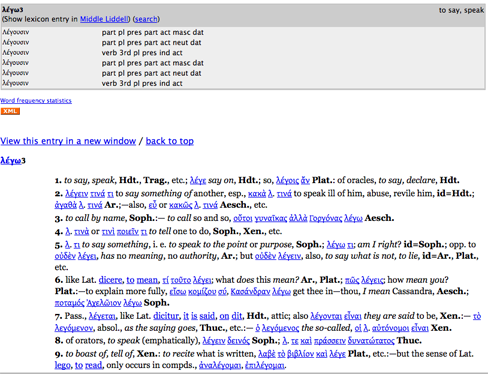 λέγω3 to say, speak
(Show lexicon entry in Middle Liddell) (search)
Λέγουσιν part pl pres part act masc dat
Λέγουσιν part pl pres part act neut dat
Λέγουσιν verb 3rd pl pres ind act
λέγουσιν part pl pres part act masc dat
λέγουσιν part pl pres part act neut dat
λέγουσιν verb 3rd pl pres ind act
Word frequency statistics
XML
View this entry in a new window / back to top
λέγω3
1. to say, speak, Hdt., Trag., etc.; λέγε say on, Hdt.; so, λέγοις ἄν Plat.: of oracles, to say, declare, Hdt.
2. λέγειν τινά τι to say something of another, esp., κακὰ λ. τινά to speak ill of him, abuse, revile him, id=Hdt.;
ἀγαθὰ λ. τινά Ar.;—also, εὖ or κακῶς λ. τινά Aesch., etc.
3. to call by name, Soph.:— to call so and so, οὔτοι γυναῖκας ἀλλὰ Γοργόνας λέγω Aesch.
4. λ. τινὰ or τινὶ ποιεῖν τι to tell one to do, Soph., Xen., etc.
5. λ. τι to say something, i. e. to speak to the point or purpose, Soph.; λέγω τι; am I right? id=Soph.; opp. to
οὐδὲν λέγει, has no meaning, no authority, Ar.; but οὐδὲν λέγειν, also, to say what is not, to lie, id=Ar., Plat.,
etc.
6. like Lat. dicere, to mean, τί τοῦτο λέγει; what does this mean? Ar., Plat.; πῶς λέγεις; how mean you?
Plat.:—to explain more fully, εἴσω κομίζου σύ, Κασάνδραν λέγω get thee in—thou, I mean Cassandra, Aesch.;
ποταμὸς Ἀχελῷον λέγω Soph.
7. Pass., λέγεται, like Lat. dicitur, it is said, on dit, Hdt., attic; also λέγονται εἶναι they are said to be, Xen.:— τὸ
λεγόμενον, absol., as the saying goes, Thuc., etc.:— ὁ λεγόμενος the so-called, οἱ λ. αὐτόνομοι εἶναι Xen.
8. of orators, to speak (emphatically), λέγειν δεινός Soph.; λ. τε καὶ πράσσειν δυνατώτατος Thuc.
9. to boast of, tell of, Xen.: to recite what is written, λαβὲ τὸ βιβλίον καὶ λέγε Plat., etc.:—but the sense of Lat.
lego, to read, only occurs in compds., ἀναλέγομαι, ἐπιλέγομαι.